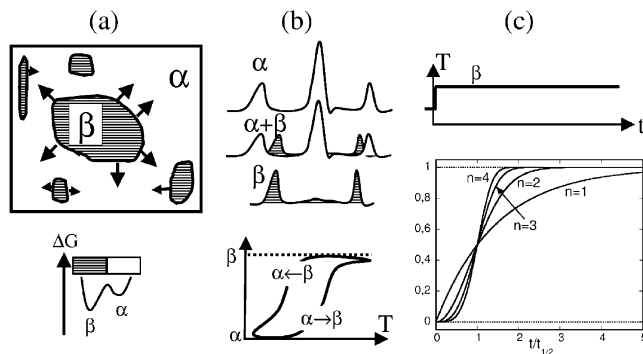 (a)
α
β
ΔG
β
α
(b)
α
α+β
β
β
α←β
α→β
α
T
(c)
T
β
t
1
0,8
0,6
0,4
0,2
0
n=4
n=2
n=1
n=3
0
1
2
3
4
5
t/t1/2